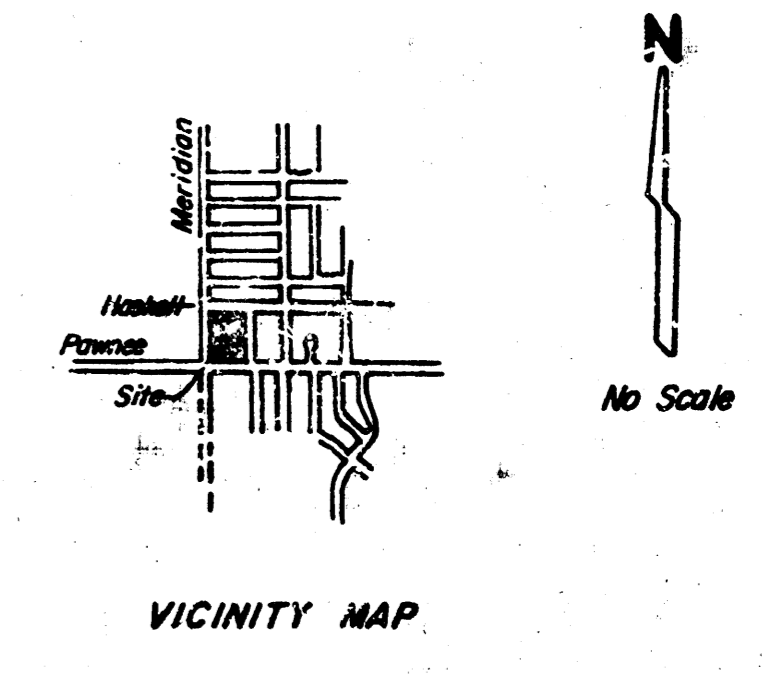 N
Meridian
Haskell
Pawnee
Site
No Scale
VICINITY MAP